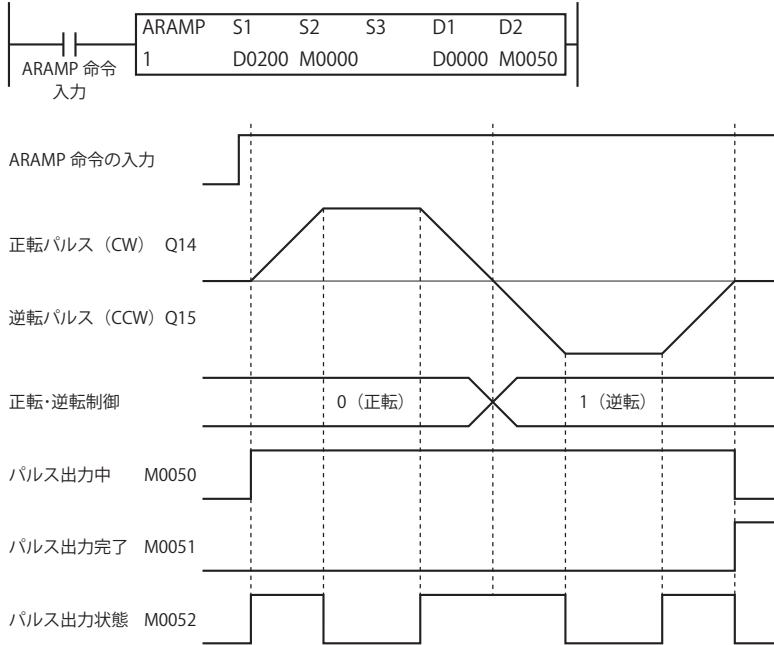 ARAMP S1 S2 S3 D1 D2
1 D0200 M0000 D0000 M0050
ARAMP 命令
入力
ARAMP 命令の入力
正転パルス（CW） Q14
逆転パルス（CCW）Q15
正転・逆転制御 0（正転） 1（逆転）
パルス出力中 M0050
パルス出力完了 M0051
パルス出力状態 M0052